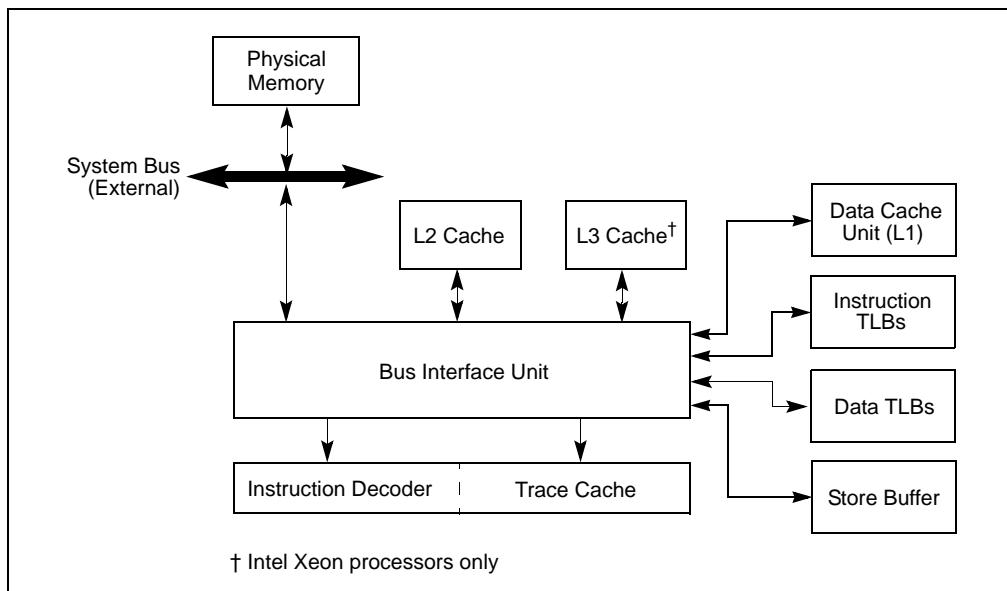 Physical
Memory
System Bus
(External)
L2 Cache
L3 Cache†
Data Cache
Unit (L1)
Instruction
TLBs
Bus Interface Unit
Data TLBs
Instruction Decoder
Trace Cache
Store Buffer
† Intel Xeon processors only